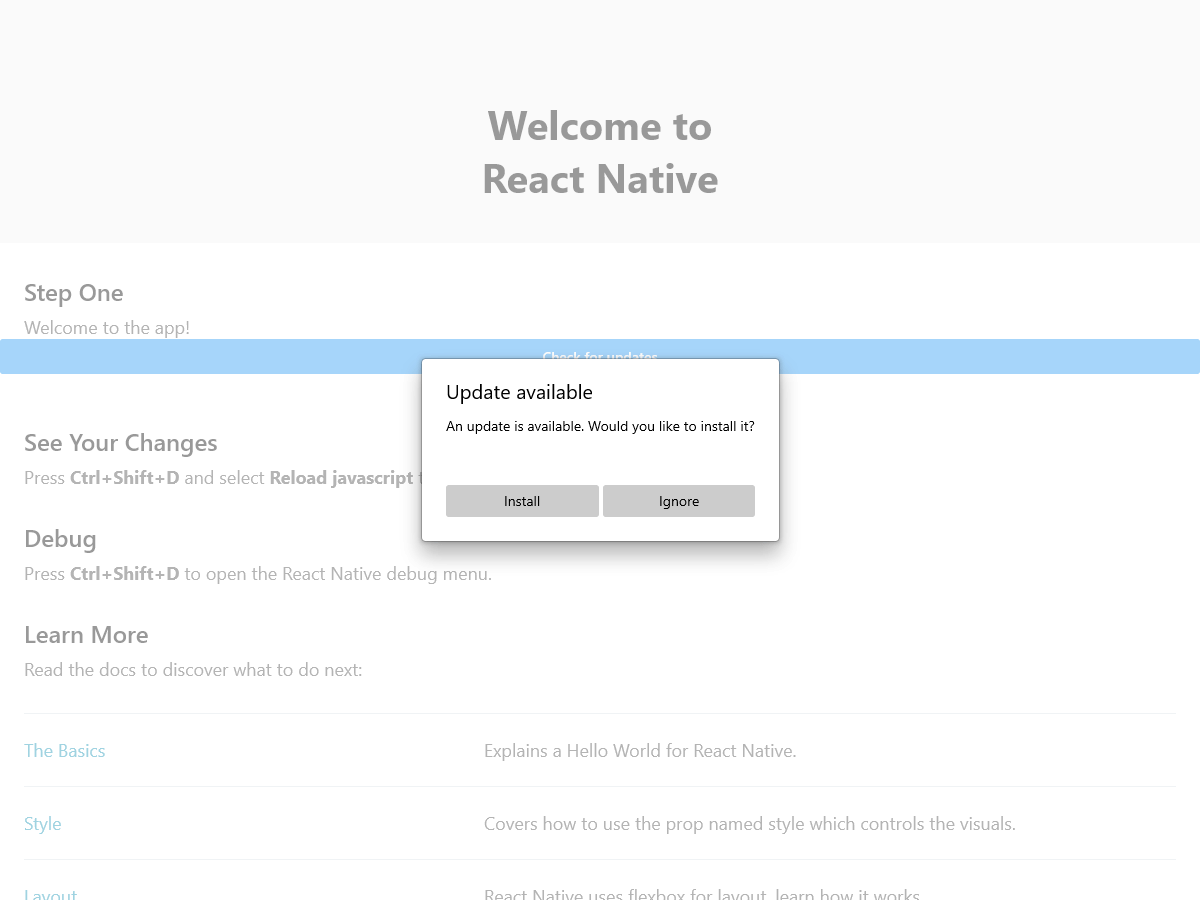 Welcome to
React Native
Step One
Welcome to the app!
Check for updates
Update available
An update is available. Would you like to install it?
Install Ignore
See Your Changes
Press Ctrl+Shift+D and select Reload javascript
Debug
Press Ctrl+Shift+D to open the React Native debug menu.
Learn More
Read the docs to discover what to do next:
The Basics Explains a Hello World for React Native.
Style Covers how to use the prop named style which controls the visuals.
Layout React Native uses flexbox for layout, learn how it works.